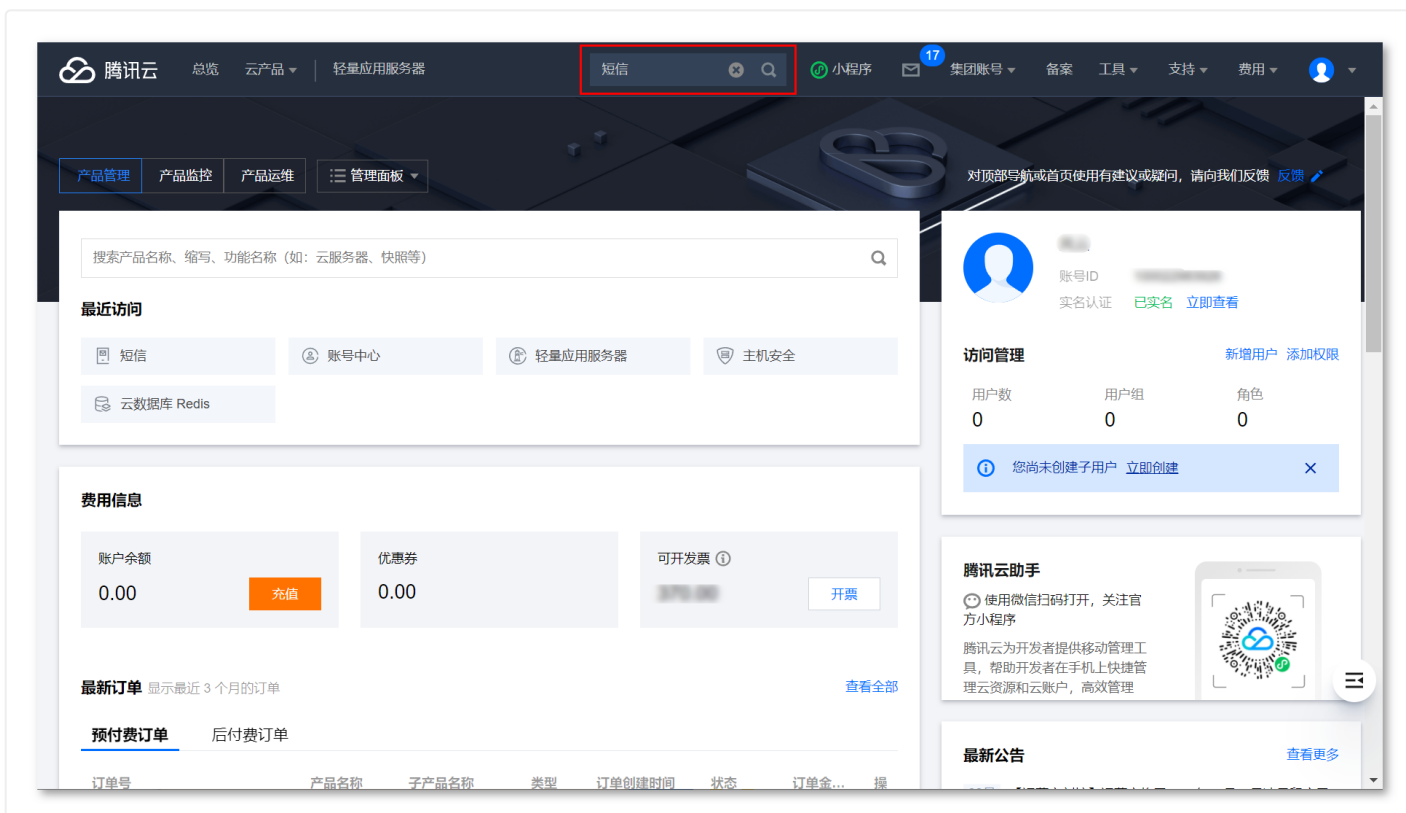 腾讯云 总览 云产品 轻量应用服务器 短信 小程序 17 集团账号 备案 工具 支持 费用
产品管理 产品监控 产品运维 管理面板 对顶部导航或首页使用有建议或疑问，请向我们反馈 反馈
搜索产品名称、缩写、功能名称（如：云服务器、快照等）
最近访问
短信 账号中心 轻量应用服务器 主机安全
云数据库 Redis
账号ID
实名认证 已实名 立即查看
访问管理 新增用户 添加权限
用户数 用户组 角色
0 0 0
您尚未创建子用户 立即创建
费用信息
账户余额 优惠券 可开发票
0.00 充值 0.00 开票
最新订单 显示最近 3 个月的订单 查看全部
预付费订单 后付费订单
订单号 产品名称 子产品名称 类型 订单创建时间 状态 订单金... 操
腾讯云助手
使用微信扫码打开，关注官
方小程序
腾讯云为开发者提供移动管理工
具，帮助开发者在手机上快捷管
理云资源和云账户，高效管理
最新公告 查看更多